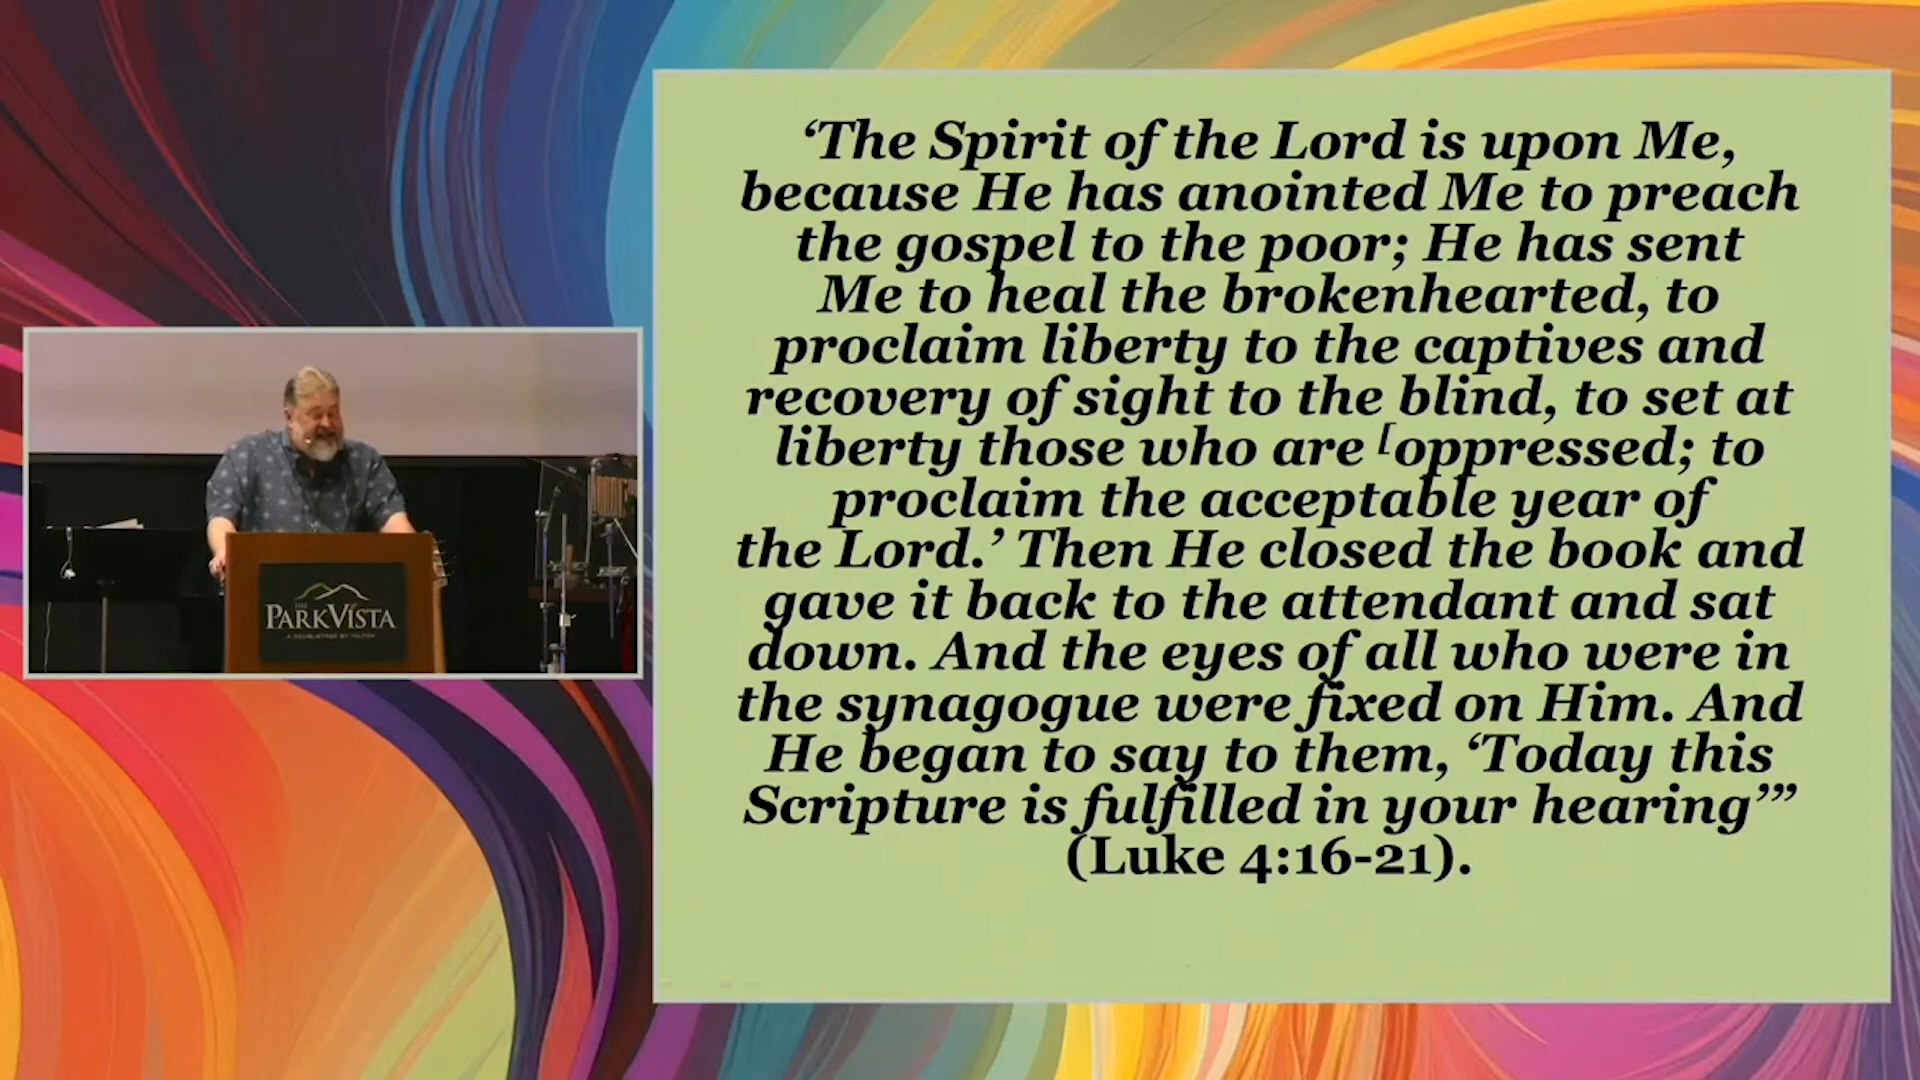 ‘The Spirit of the Lord is upon Me,
because He has anointed Me to preach
the gospel to the poor; He has sent
Me to heal the brokenhearted, to
proclaim liberty to the captives and
recovery of sight to the blind, to set at
liberty those who are [oppressed; to
proclaim the acceptable year of
the Lord.’ Then He closed the book and
gave it back to the attendant and sat
down. And the eyes of all who were in
the synagogue were fixed on Him. And
He began to say to them, ‘Today this
Scripture is fulfilled in your hearing’”
(Luke 4:16-21).
THE
PARKVISTA
A DOUBLETREE BY HILTON